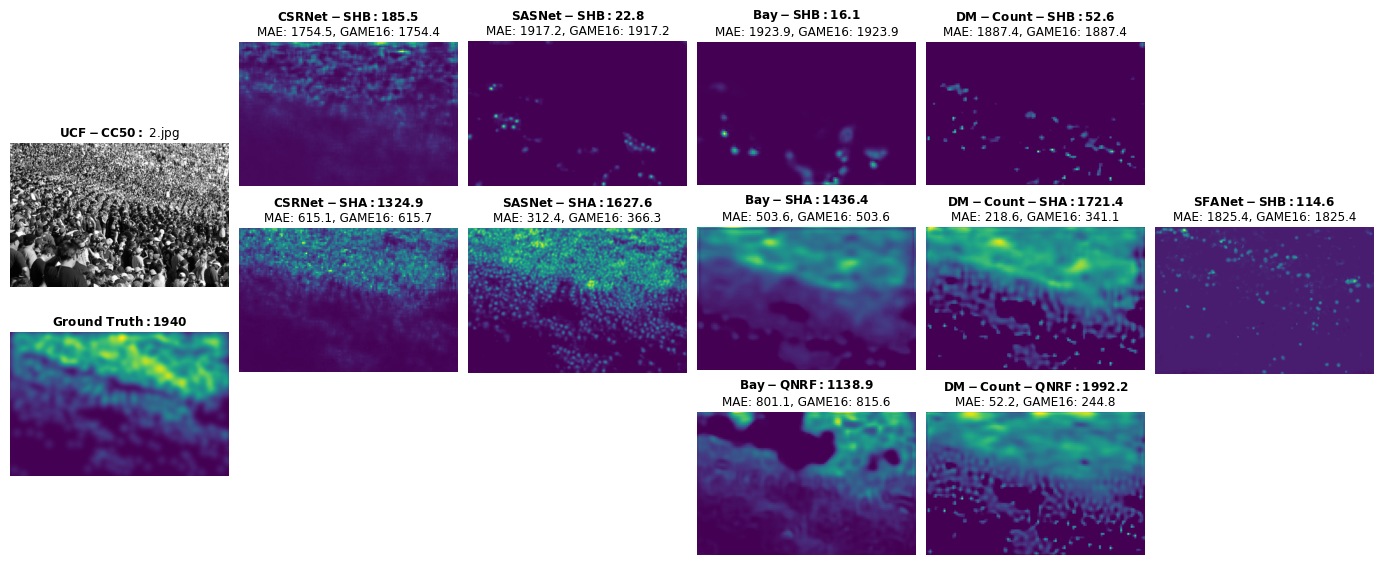 CSRNet−SHB: 185.5
MAE: 1754.5, GAME16: 1754.4
SASNet−SHB: 22.8
MAE: 1917.2, GAME16: 1917.2
Bay−SHB: 16.1
MAE: 1923.9, GAME16: 1923.9
DM−Count−SHB: 52.6
MAE: 1887.4, GAME16: 1887.4
UCF−CC50: 2.jpg
CSRNet−SHA: 1324.9
MAE: 615.1, GAME16: 615.7
SASNet−SHA: 1627.6
MAE: 312.4, GAME16: 366.3
Bay−SHA: 1436.4
MAE: 503.6, GAME16: 503.6
DM−Count−SHA: 1721.4
MAE: 218.6, GAME16: 341.1
SFANet−SHB: 114.6
MAE: 1825.4, GAME16: 1825.4
Ground Truth: 1940
Bay−QNRF: 1138.9
MAE: 801.1, GAME16: 815.6
DM−Count−QNRF: 1992.2
MAE: 52.2, GAME16: 244.8